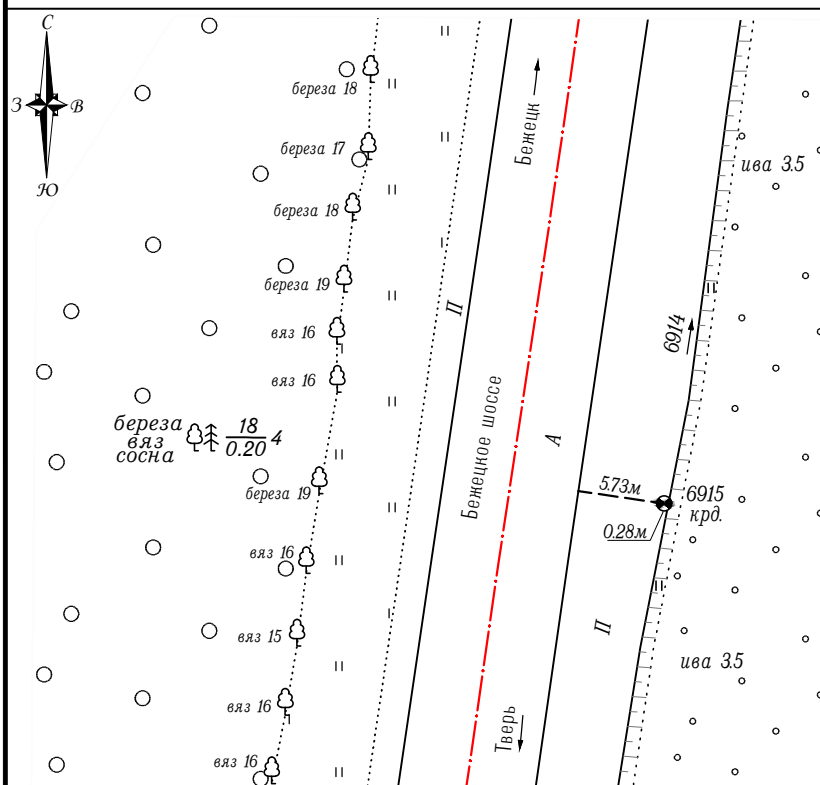 С
З
В
Ю
береза 18
береза 17
береза 18
береза 19
вяз 16
вяз 16
береза
вяз
сосна
18
0.20
4
береза 19
вяз 16
вяз 15
вяз 16
вяз 16
Бежецк
П
Бежецкое шоссе
А
Тверь
П
ива 3.5
6914
5.73м
6915
крд.
0.28м
ива 3.5